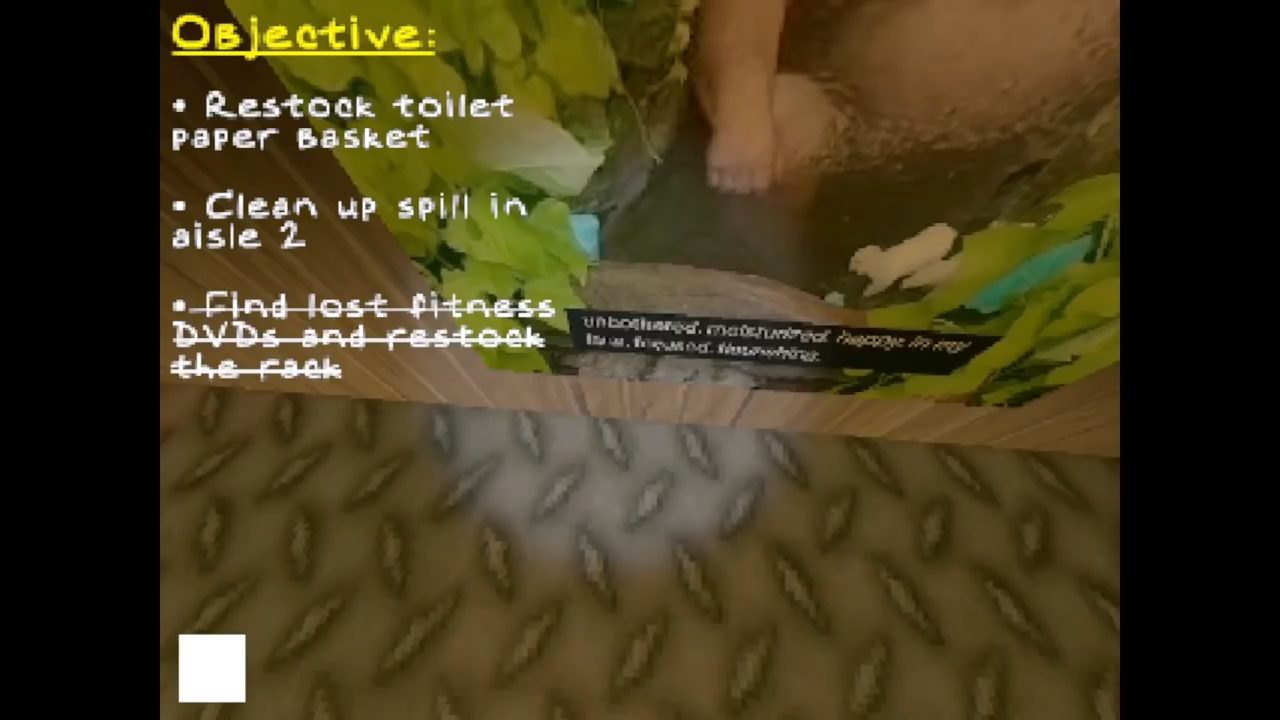 Objective:
• Restock toilet
paper basket
• Clean up spill in
aisle 2
• Find lost fitness
DVDs and restock
the rack
unbothered. moisturized. happy. in my
lane. focused. flourishing.